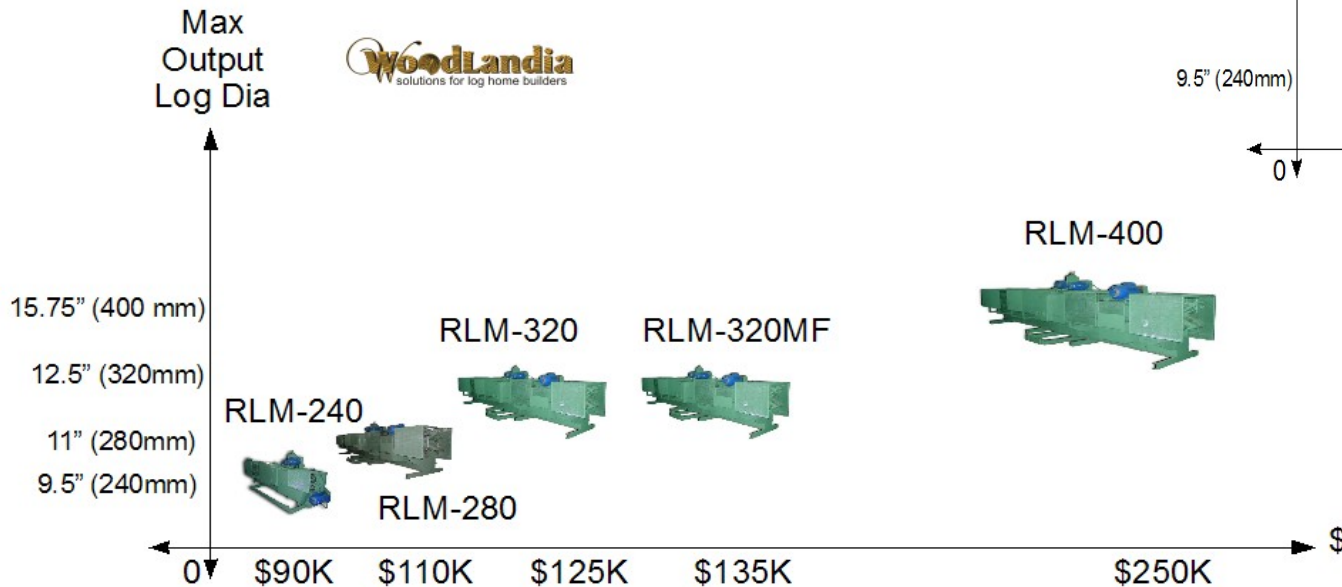 Max
Output
Log Dia
WoodLandia
solutions for log home builders
9.5” (240mm)
0
RLM-400
15.75” (400 mm)
RLM-320
RLM-320MF
12.5” (320mm)
RLM-240
11” (280mm)
9.5” (240mm)
RLM-280
0
$90K
$110K
$125K
$135K
$250K
$